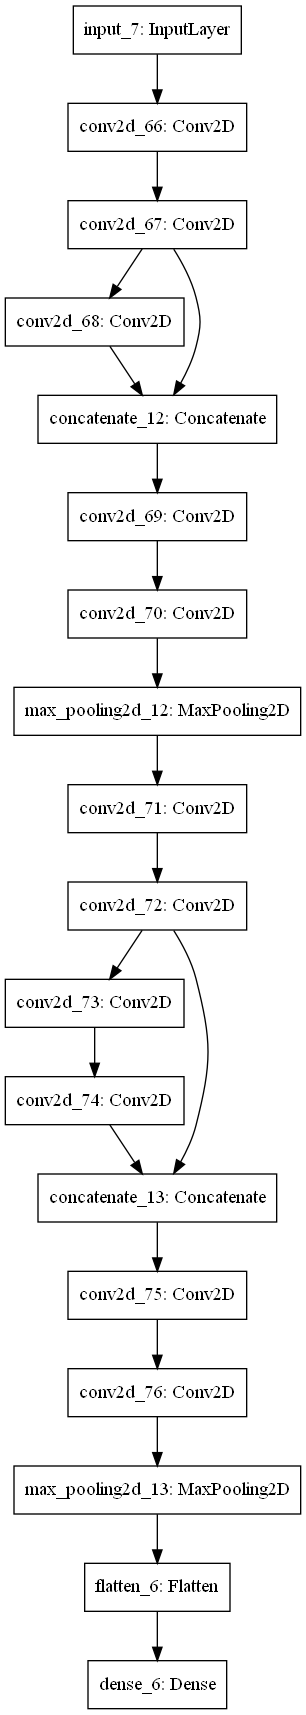 input_7: InputLayer
conv2d_66: Conv2D
conv2d_67: Conv2D
conv2d_68: Conv2D
concatenate_12: Concatenate
conv2d_69: Conv2D
conv2d_70: Conv2D
max_pooling2d_12: MaxPooling2D
conv2d_71: Conv2D
conv2d_72: Conv2D
conv2d_73: Conv2D
conv2d_74: Conv2D
concatenate_13: Concatenate
conv2d_75: Conv2D
conv2d_76: Conv2D
max_pooling2d_13: MaxPooling2D
flatten_6: Flatten
dense_6: Dense